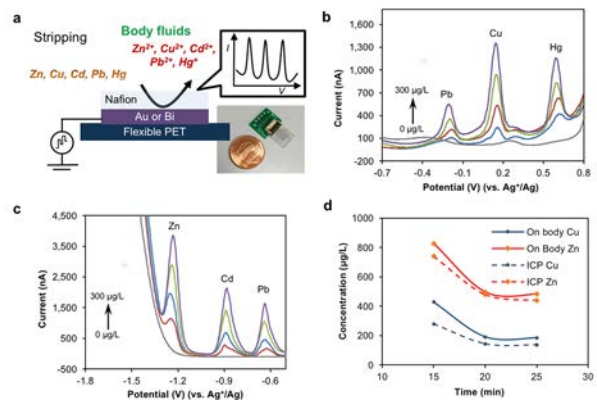 a
Stripping
Body fluids
Zn²⁺, Cu²⁺, Cd²⁺,
Pb²⁺, Hg⁺
Zn, Cu, Cd, Pb, Hg
I
V
Nafion
Au or Bi
Flexible PET
b
Current (nA)
1,600
1,300
1,000
700
400
100
-200
Cu
Hg
Pb
300 µg/L
0 µg/L
-0.7
-0.4
-0.1
0.2
0.5
0.8
Potential (V) (vs. Ag⁺/Ag)
c
Current (nA)
4,500
3,500
2,500
1,500
500
-500
Zn
Cd
Pb
300 µg/L
0 µg/L
-1.8
-1.5
-1.2
-0.9
-0.6
Potential (V) (vs. Ag⁺/Ag)
d
Concentration (µg/L)
1000
800
600
400
200
0
On body Cu
On Body Zn
ICP Cu
ICP Zn
10
15
20
25
30
Time (min)